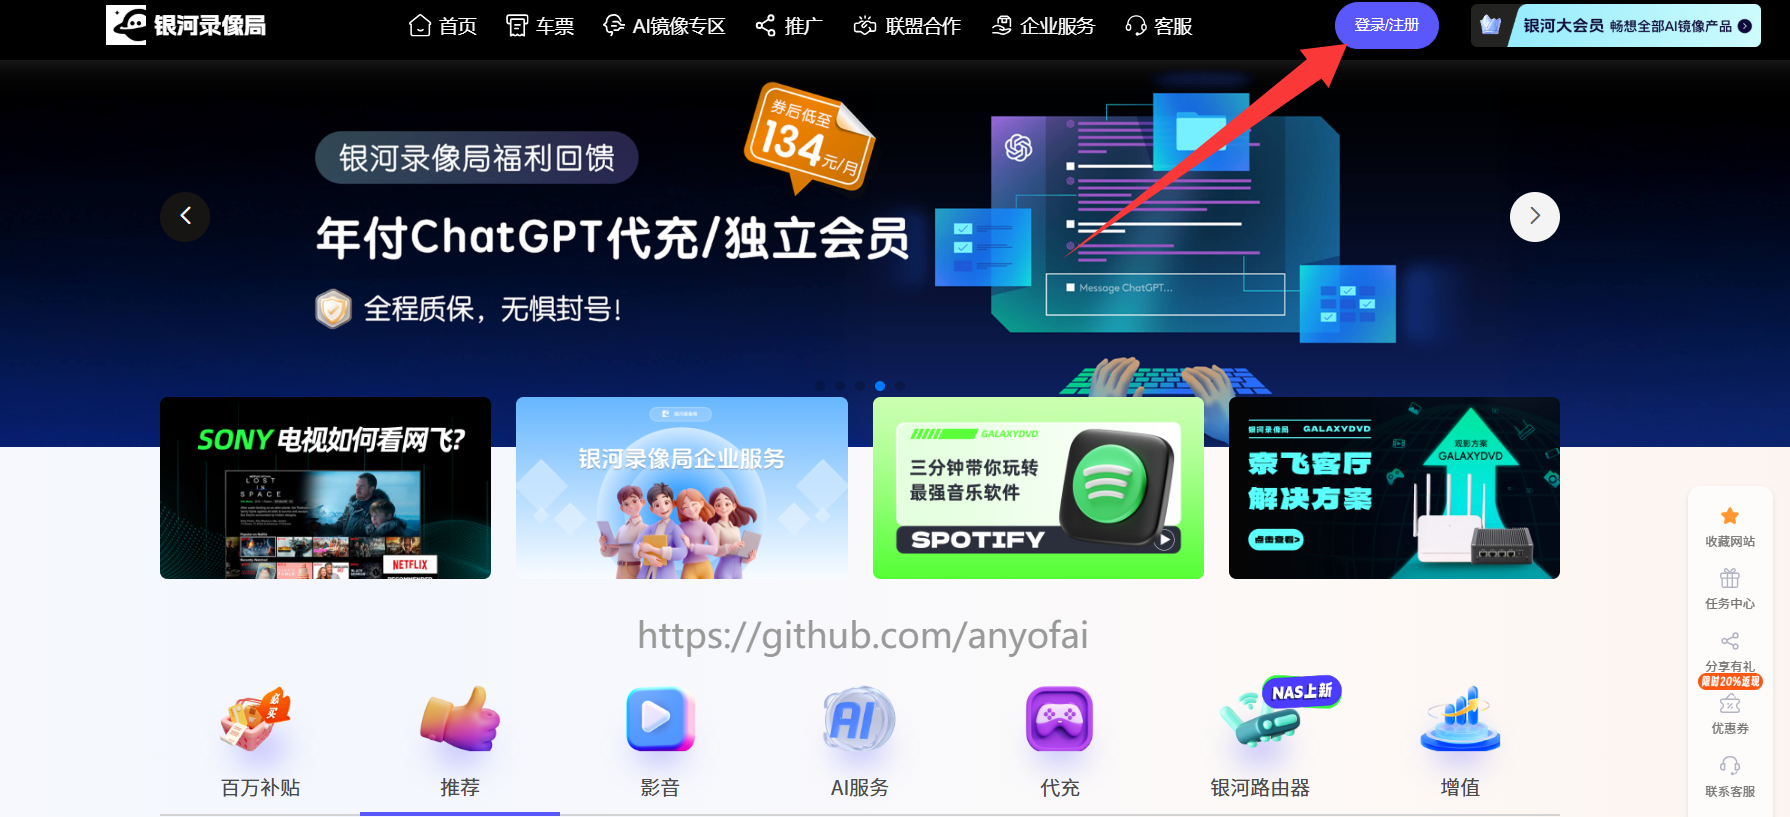 银河录像局
首页
车票
AI镜像专区
推广
联盟合作
企业服务
客服
登录/注册
银河大会员 畅想全部AI镜像产品
银河录像局福利回馈
券后低至
134元/月
年付ChatGPT代充/独立会员
全程质保，无惧封号！
Message ChatGPT...
SONY 电视如何看网飞?
LOST
IN
SPACE
NETFLIX
银河录像局企业服务
GALAXYDVD
三分钟带你玩转
最强音乐软件
SPOTIFY
银河录像局 GALAXYDVD
奈飞客厅
解决方案
点击查看>
观影方案
GALAXYDVD
https://github.com/anyofai
收藏网站
任务中心
分享有礼
限时20%返现
优惠券
联系客服
必买
NAS上新
AI
百万补贴
推荐
影音
AI服务
代充
银河路由器
增值